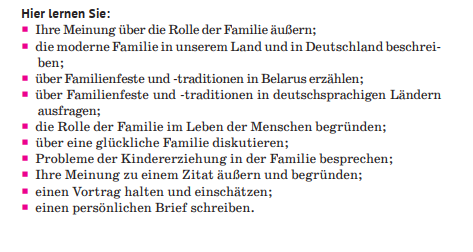 Hier lernen Sie:
Ihre Meinung über die Rolle der Familie äußern;
die moderne Familie in unserem Land und in Deutschland beschrei-
ben;
über Familienfeste und -traditionen in Belarus erzählen;
über Familienfeste und -traditionen in deutschsprachigen Ländern
ausfragen;
die Rolle der Familie im Leben der Menschen begründen;
über eine glückliche Familie diskutieren;
Probleme der Kindererziehung in der Familie besprechen;
Ihre Meinung zu einem Zitat äußern und begründen;
einen Vortrag halten und einschätzen;
einen persönlichen Brief schreiben.